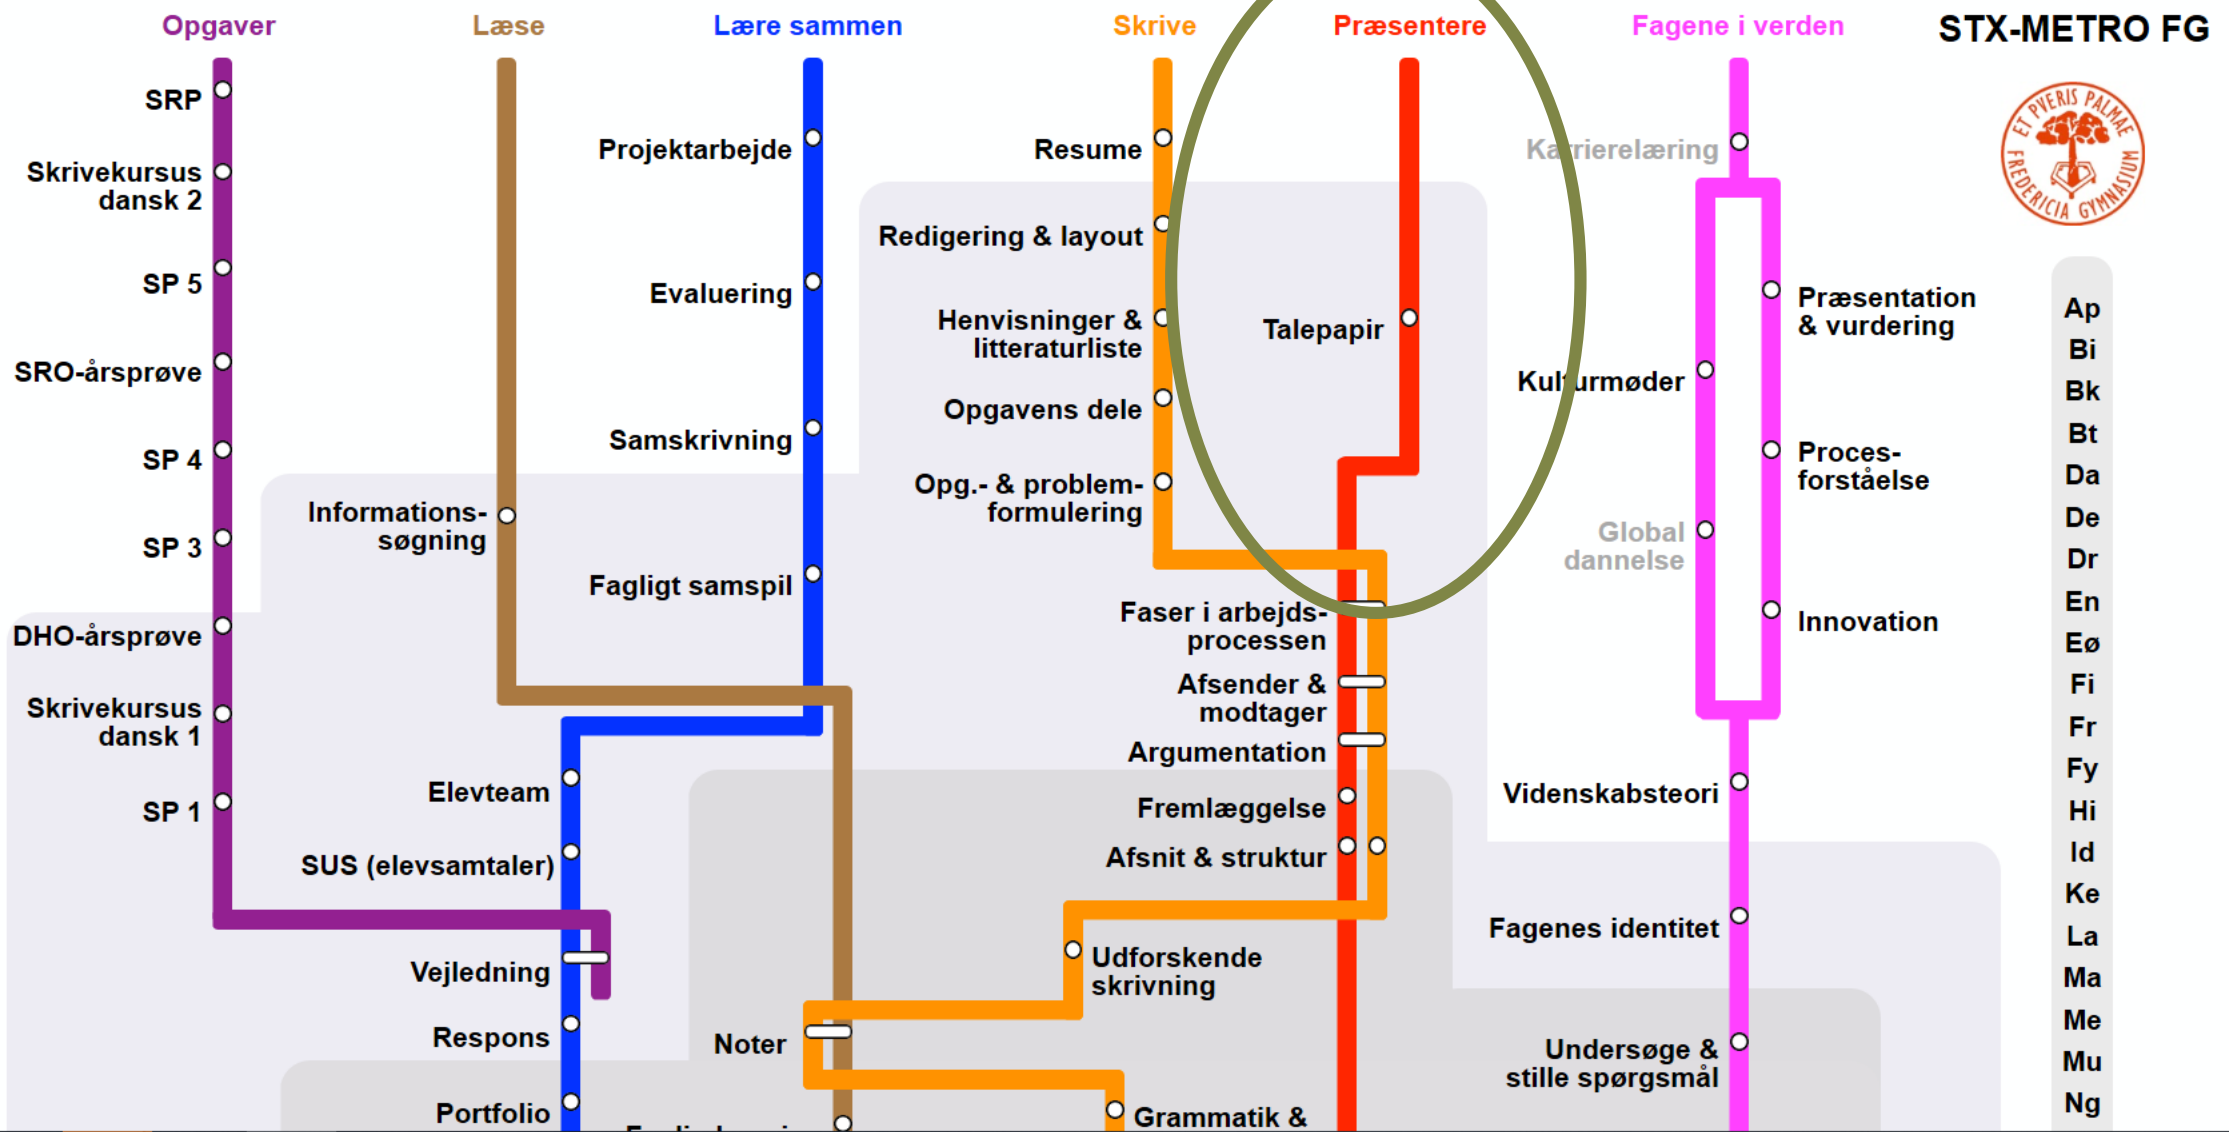 Opgaver
Læse
Lære sammen
Skrive
Præsentere
Fagene i verden
STX-METRO FG
SRP
Skrivekursus
dansk 2
SP 5
SRO-årsprøve
SP 4
SP 3
DHO-årsprøve
Skrivekursus
dansk 1
SP 1
Informations-
søgning
Projektarbejde
Evaluering
Samskrivning
Fagligt samspil
Elevteam
SUS (elevsamtaler)
Vejledning
Respons
Portfolio
Noter
Resume
Redigering & layout
Henvisninger &
litteraturliste
Opgavens dele
Opg.- & problem-
formulering
Talepapir
Faser i arbejds-
processen
Afsender &
modtager
Argumentation
Fremlæggelse
Afsnit & struktur
Udforskende
skrivning
Grammatik &
Karrierelæring
Kulturmøder
Global
dannelse
Præsentation
& vurdering
Proces-
forståelse
Innovation
Videnskabsteori
Fagenes identitet
Undersøge &
stille spørgsmål
ET PVERIS PALMAE
FREDERICIA GYMNASIUM
Ap
Bi
Bk
Bt
Da
De
Dr
En
Eø
Fi
Fr
Fy
Hi
Id
Ke
La
Ma
Me
Mu
Ng